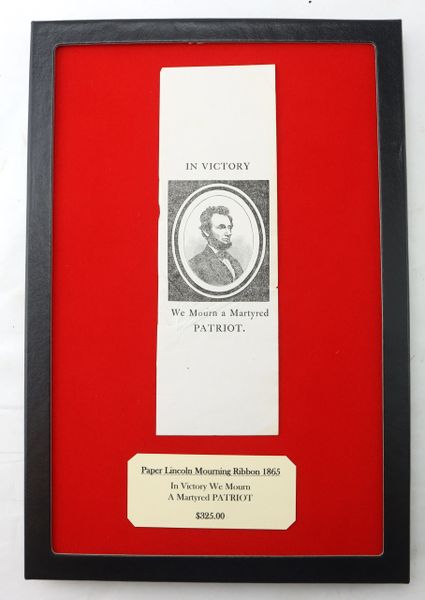 IN VICTORY
We Mourn a Martyred
PATRIOT.
Paper Lincoln Mourning Ribbon 1865
In Victory We Mourn
A Martyred PATRIOT
$325.00